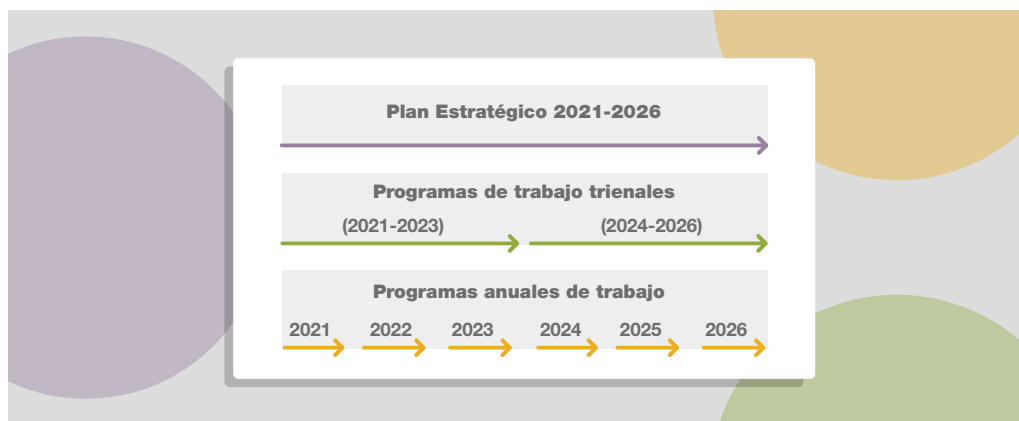 Plan Estratégico 2021-2026
Programas de trabajo trienales
(2021-2023) (2024-2026)
Programas anuales de trabajo
2021 2022 2023 2024 2025 2026